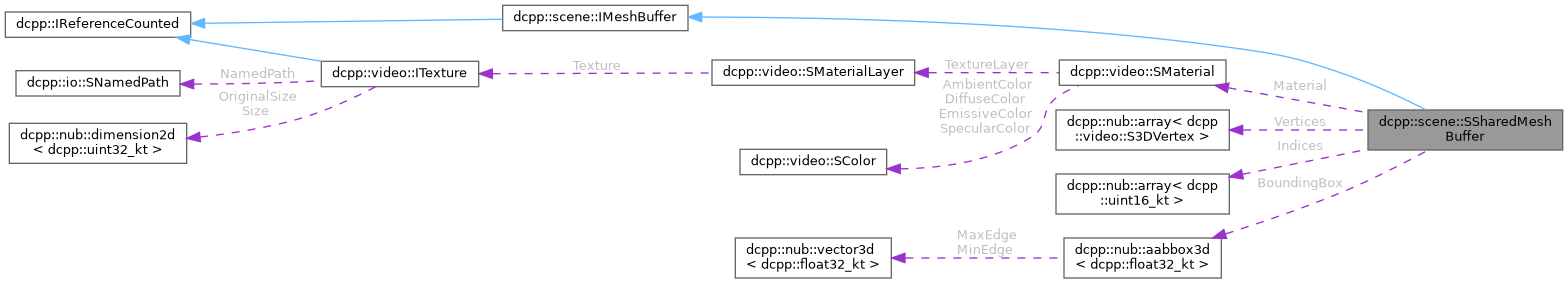 dcpp::IReferenceCounted
dcpp::scene::IMeshBuffer
dcpp::video::ITexture
dcpp::io::SNamedPath
NamedPath
OriginalSize
Size
dcpp::nub::dimension2d
< dcpp::uint32_kt >
Texture
dcpp::video::SMaterialLayer
TextureLayer
dcpp::video::SMaterial
AmbientColor
DiffuseColor
EmissiveColor
SpecularColor
dcpp::video::SColor
Material
dcpp::scene::SSharedMesh
Buffer
dcpp::nub::array< dcpp
::video::S3DVertex >
Vertices
Indices
dcpp::nub::array< dcpp
::uint16_kt >
BoundingBox
dcpp::nub::aabbox3d
< dcpp::float32_kt >
MaxEdge
MinEdge
dcpp::nub::vector3d
< dcpp::float32_kt >